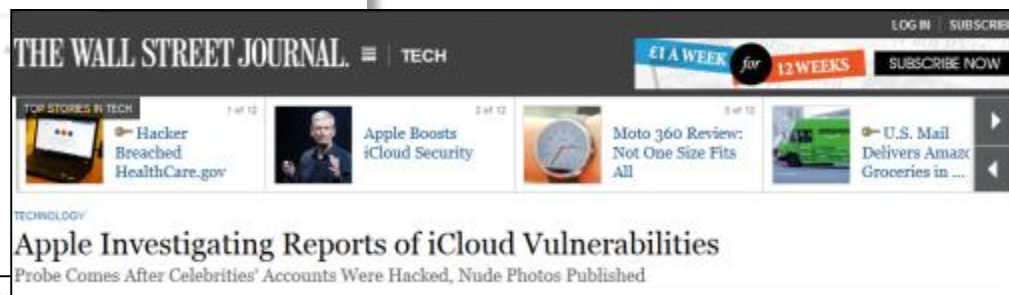 LOG IN SUBSCRIBE
THE WALL STREET JOURNAL. ≡ | TECH
£1 A WEEK for 12 WEEKS SUBSCRIBE NOW
TOP STORIES IN TECH
1 of 12
Hacker
Breached
HealthCare.gov
2 of 12
Apple Boosts
iCloud Security
3 of 12
Moto 360 Review:
Not One Size Fits
All
U.S. Mail
Delivers Amazo
Groceries in ...
TECHNOLOGY
Apple Investigating Reports of iCloud Vulnerabilities
Probe Comes After Celebrities' Accounts Were Hacked, Nude Photos Published